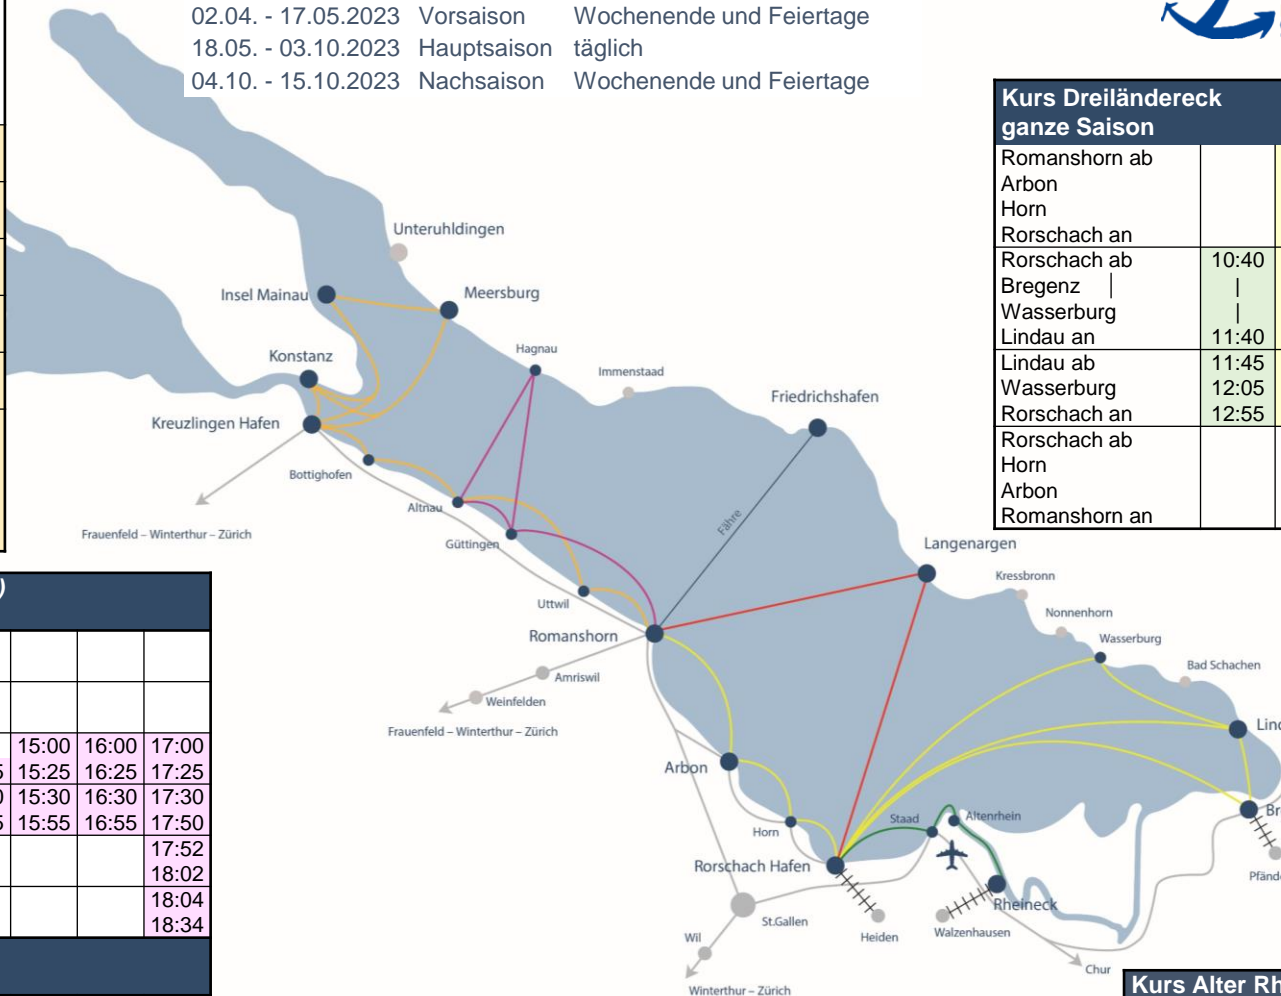 02.04. - 17.05.2023 Vorsaison Wochenende und Feiertage
18.05. - 03.10.2023 Hauptsaison täglich
04.10. - 15.10.2023 Nachsaison Wochenende und Feiertage
Kurs Dreiländereck
ganze Saison
Romanshorn ab
Arbon
Horn
Rorschach an
Rorschach ab 10:40
Bregenz | |
Wasserburg |
Lindau an 11:40
Lindau ab 11:45
Wasserburg 12:05
Rorschach an 12:55
Rorschach ab
Horn
Arbon
Romanshorn an
Unteruhldingen
Insel Mainau
Meersburg
Konstanz
Hagnau
Immenstaad
Friedrichshafen
Kreuzlingen Hafen
Bottighofen
Altnau
Frauenfeld – Winterthur – Zürich
Güttingen
Fähre
Langenargen
Kressbronn
Uttwil
Nonnenhorn
Romanshorn
Wasserburg
Amriswil
Bad Schachen
Weinfelden
Frauenfeld – Winterthur – Zürich
Arbon
Horn
Staad
Altenrhein
Rorschach Hafen
Rheineck
St.Gallen
Heiden
Walzenhausen
Wil
Chur
Winterthur – Zürich
)
15:00 16:00 17:00
15:25 16:25 17:25
15:30 16:30 17:30
15:55 16:55 17:50
17:52
18:02
18:04
18:34
Kurs Alter Rh